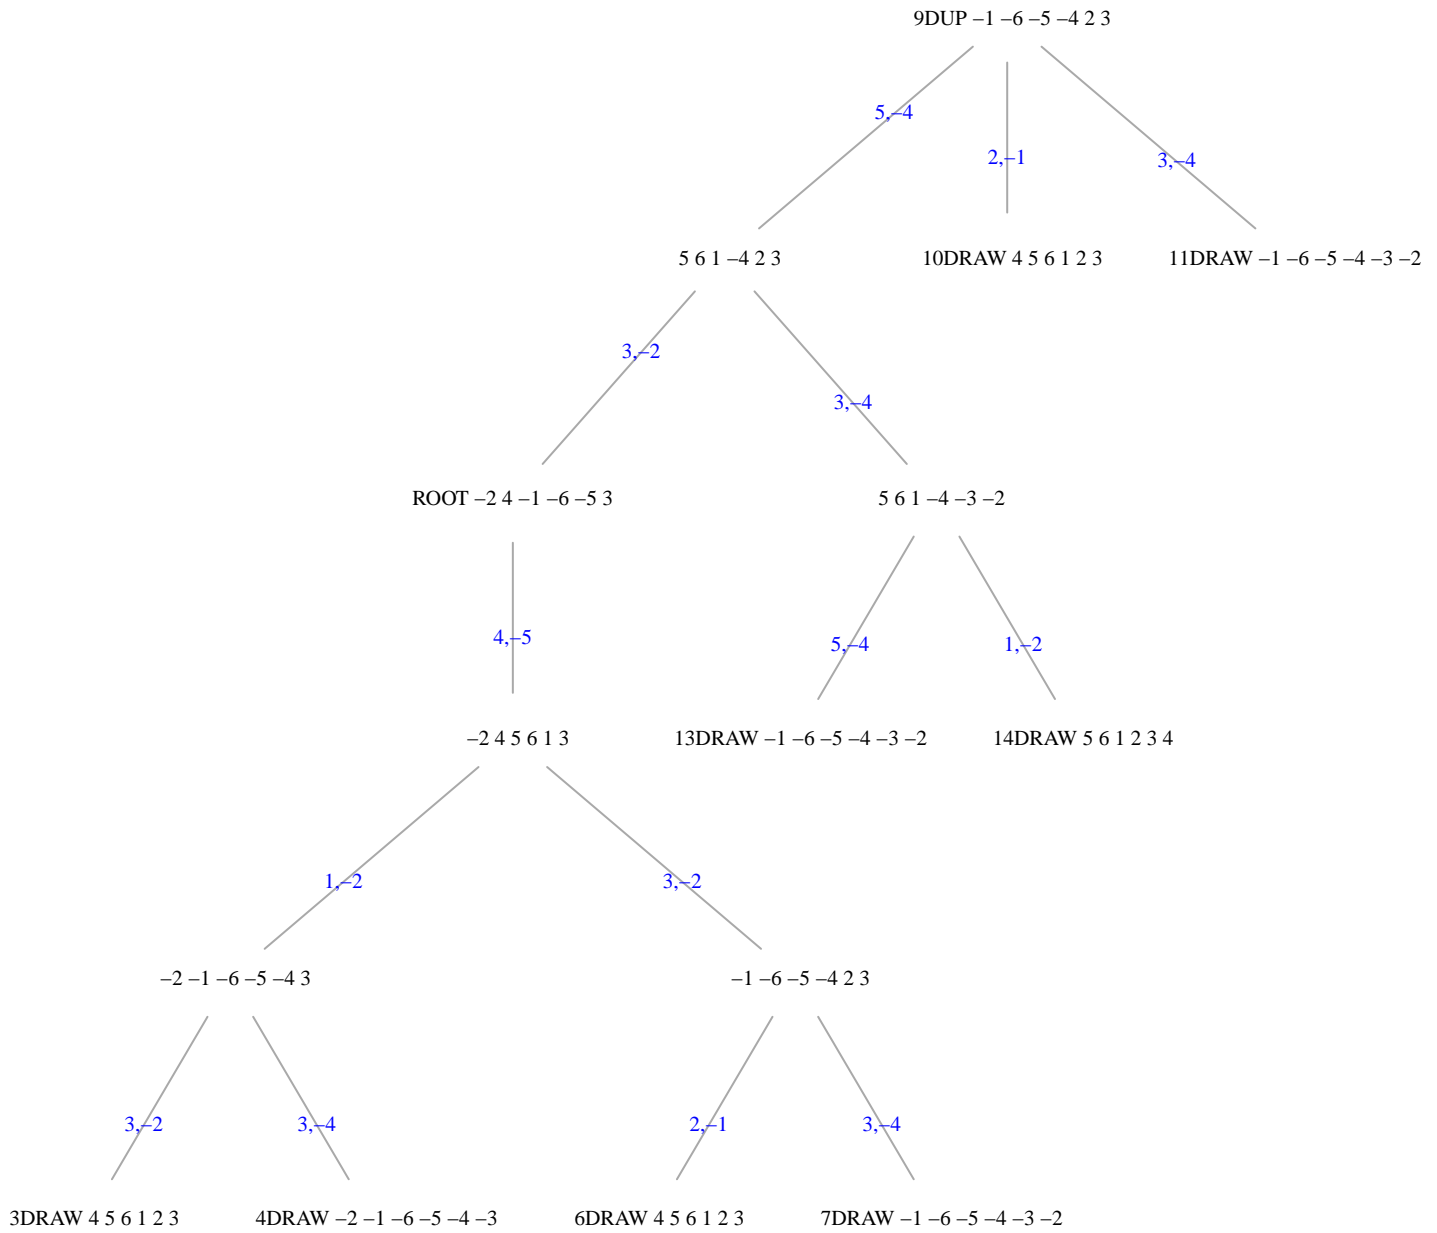 9DUP –1 –6 –5 –4 2 3
5,–4
2,–1
3,–4
5 6 1 –4 2 3
10DRAW 4 5 6 1 2 3
11DRAW –1 –6 –5 –4 –3 –2
3,–2
3,–4
ROOT –2 4 –1 –6 –5 3
5 6 1 –4 –3 –2
4,–5
5,–4
1,–2
–2 4 5 6 1 3
13DRAW –1 –6 –5 –4 –3 –2
14DRAW 5 6 1 2 3 4
1,–2
3,–2
–2 –1 –6 –5 –4 3
–1 –6 –5 –4 2 3
3,–2
3,–4
2,–1
3,–4
3DRAW 4 5 6 1 2 3
4DRAW –2 –1 –6 –5 –4 –3
6DRAW 4 5 6 1 2 3
7DRAW –1 –6 –5 –4 –3 –2